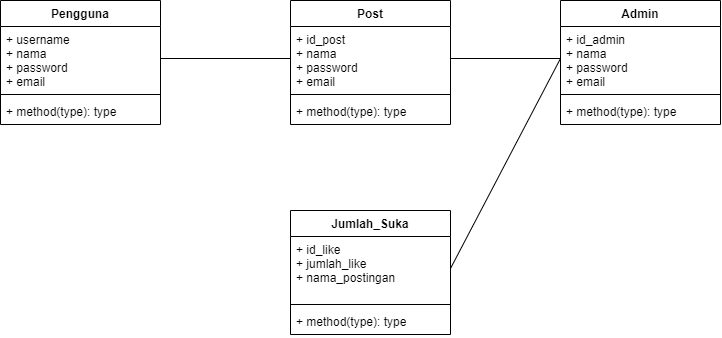 Pengguna
+ username
+ nama
+ password
+ email
+ method(type): type
Post
+ id_post
+ nama
+ password
+ email
+ method(type): type
Admin
+ id_admin
+ nama
+ password
+ email
+ method(type): type
Jumlah_Suka
+ id_like
+ jumlah_like
+ nama_postingan
+ method(type): type